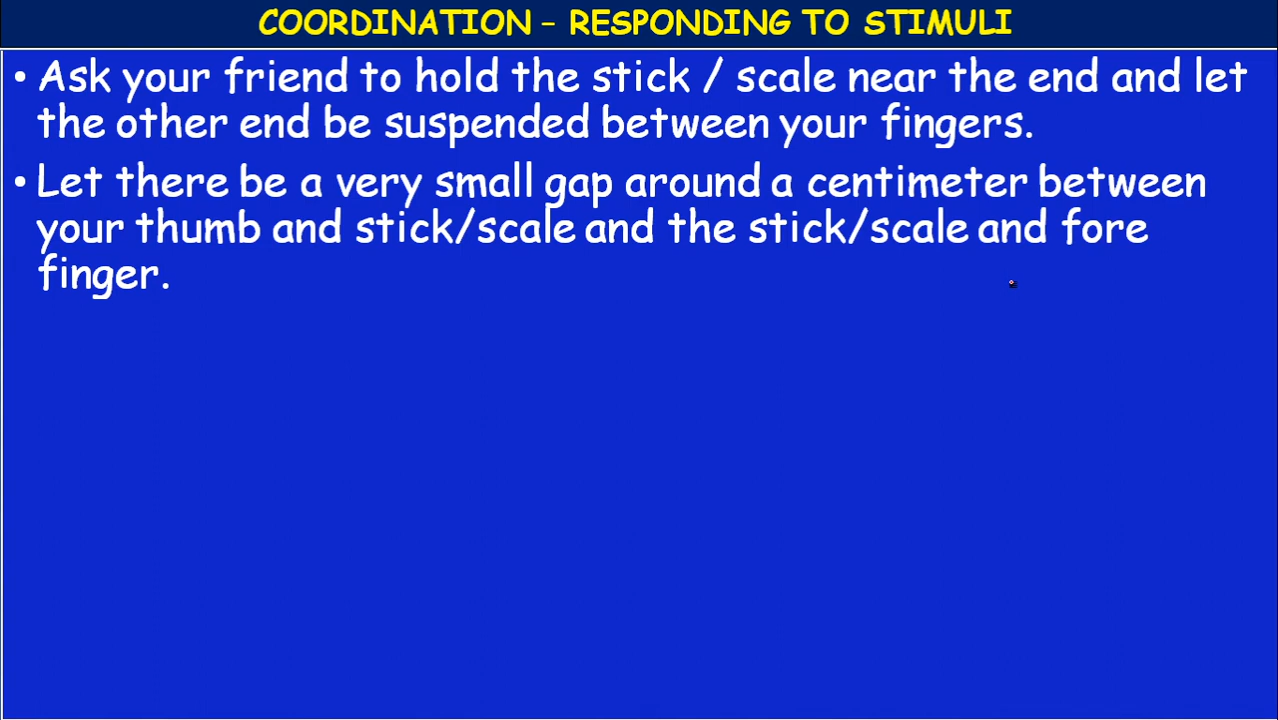 COORDINATION – RESPONDING TO STIMULI
• Ask your friend to hold the stick / scale near the end and let
the other end be suspended between your fingers.
• Let there be a very small gap around a centimeter between
your thumb and stick/scale and the stick/scale and fore
finger.